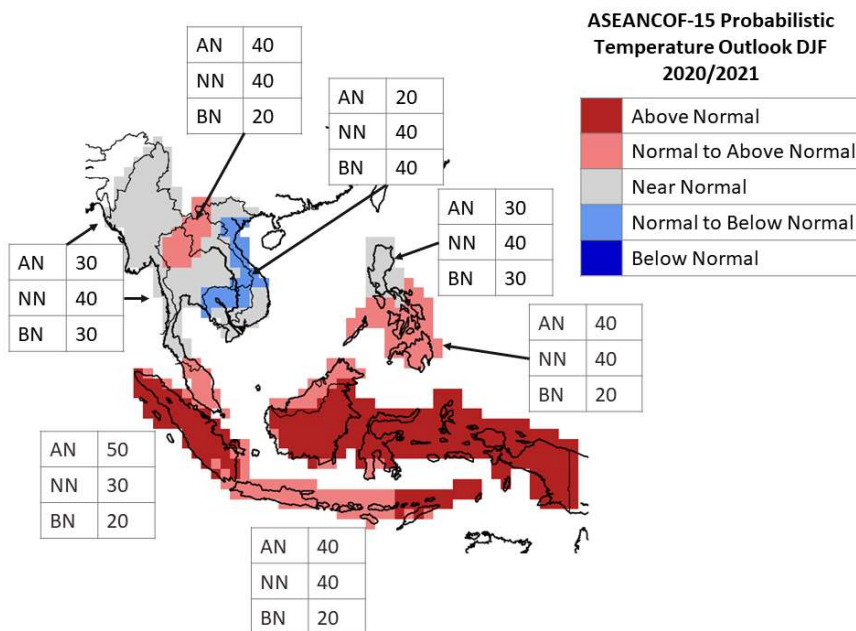 ASEANCOF-15 Probabilistic
Temperature Outlook DJF
2020/2021
Above Normal
Normal to Above Normal
Near Normal
Normal to Below Normal
Below Normal
AN 40
NN 40
BN 20
AN 20
NN 40
BN 40
AN 30
NN 40
BN 30
AN 30
NN 40
BN 30
AN 40
NN 40
BN 20
AN 50
NN 30
BN 20
AN 40
NN 40
BN 20